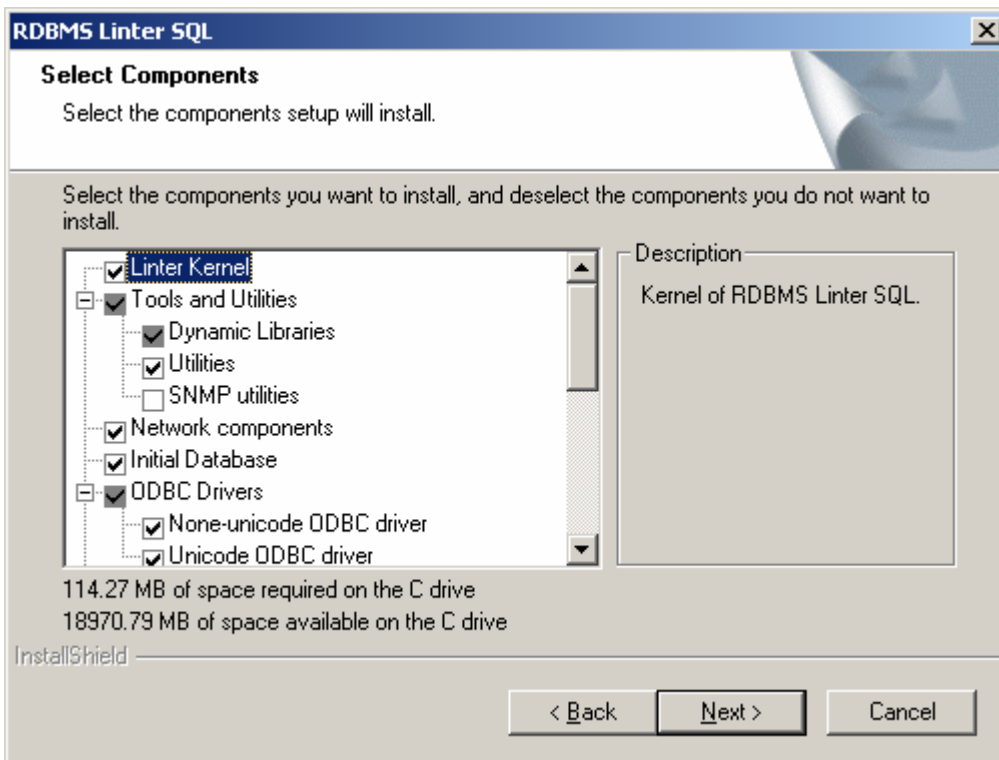 RDBMS Linter SQL
Select Components
Select the components setup will install.
Select the components you want to install, and deselect the components you do not want to
install.
Linter Kernel
Tools and Utilities
Dynamic Libraries
Utilities
SNMP utilities
Network components
Initial Database
ODBC Drivers
None-unicode ODBC driver
Unicode ODBC driver
Description
Kernel of RDBMS Linter SQL.
114.27 MB of space required on the C drive
18970.79 MB of space available on the C drive
InstallShield
< Back
Next >
Cancel